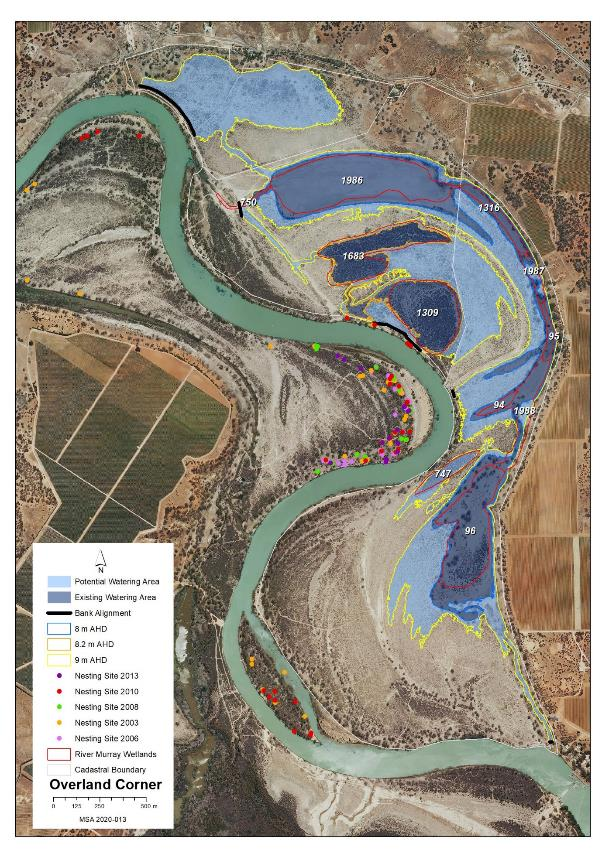 1986
1316
750
1683
1987
1309
95
94
1988
747
96
N
Potential Watering Area
Existing Watering Area
Bank Alignment
8 m AHD
8.2 m AHD
9 m AHD
Nesting Site 2013
Nesting Site 2010
Nesting Site 2008
Nesting Site 2003
Nesting Site 2006
River Murray Wetlands
Cadastral Boundary
Overland Corner
0 125 250 500 m
MSA 2020-013